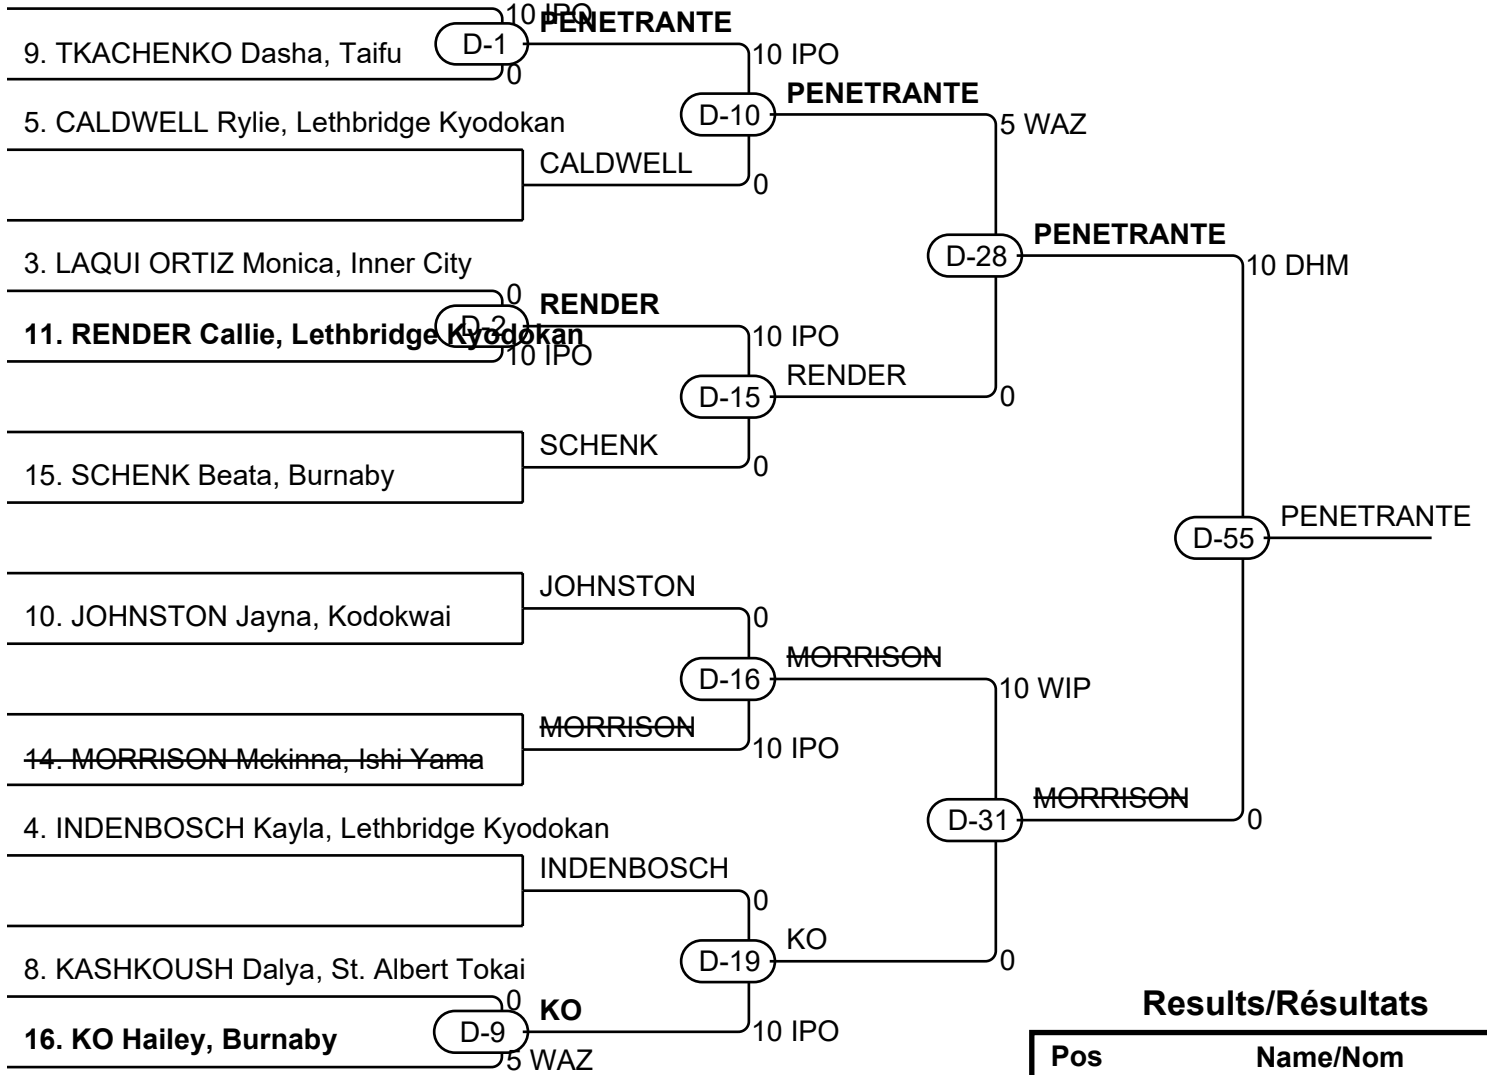 10 IPO
PENETRANTE
9. TKACHENKO Dasha, Taifu
D-1
0
10 IPO
PENETRANTE
5. CALDWELL Rylie, Lethbridge Kyodokan
D-10
5 WAZ
CALDWELL
0
3. LAQUI ORTIZ Monica, Inner City
D-28
PENETRANTE
10 DHM
0
RENDER
11. RENDER Callie, Lethbridge Kyodokan
D-2
10 IPO
10 IPO
RENDER
D-15
0
SCHENK
0
15. SCHENK Beata, Burnaby
PENETRANTE
D-55
JOHNSTON
10. JOHNSTON Jayna, Kodokwai
0
MORRISON
D-16
10 WIP
MORRISON
14. MORRISON Mckinna, Ishi Yama
10 IPO
MORRISON
D-31
0
4. INDENBOSCH Kayla, Lethbridge Kyodokan
INDENBOSCH
0
KO
D-19
0
8. KASHKOUSH Dalya, St. Albert Tokai
0
KO
16. KO Hailey, Burnaby
D-9
10 IPO
5 WAZ
Results/Résultats
Pos Name/Nom